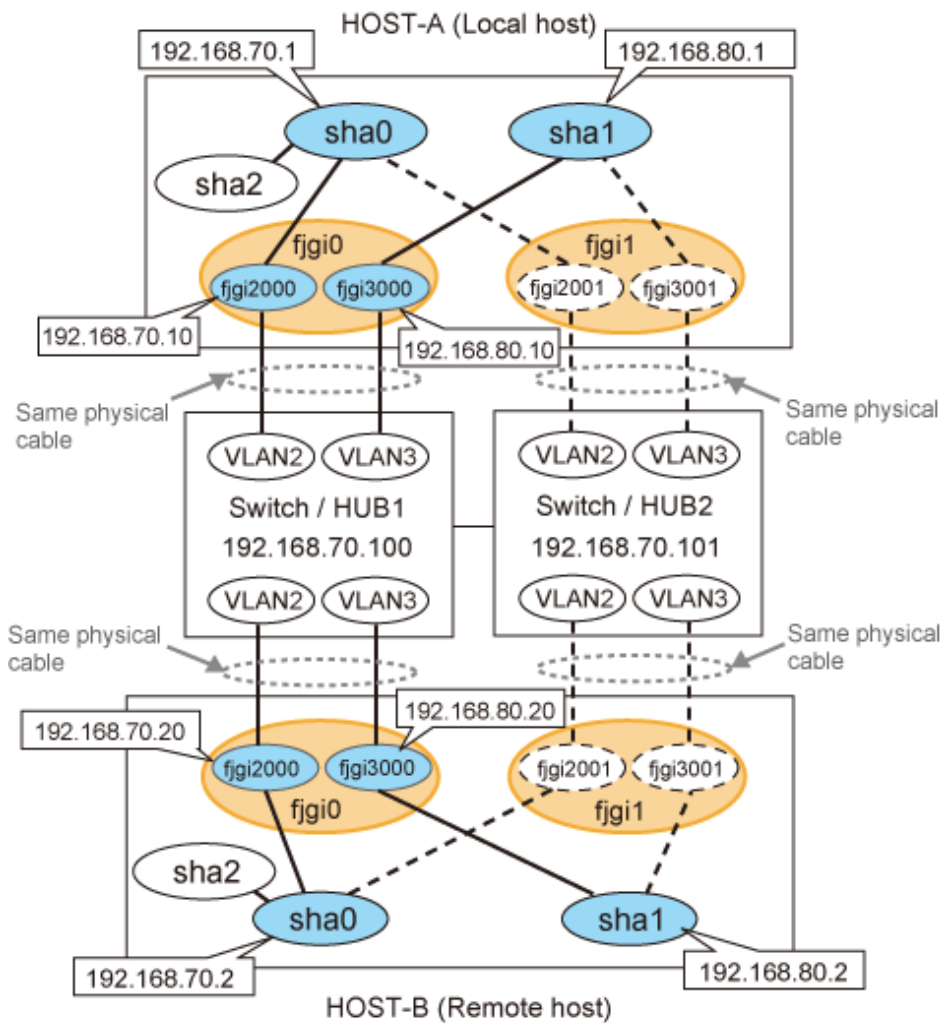 HOST-A (Local host)
192.168.70.1
192.168.80.1
sha0
sha1
sha2
fjgi0
fjgi1
fjgi2000
fjgi3000
fjgi2001
fjgi3001
192.168.70.10
192.168.80.10
Same physical
cable
Same physical
cable
VLAN2
VLAN3
VLAN2
VLAN3
Switch / HUB1
192.168.70.100
Switch / HUB2
192.168.70.101
VLAN2
VLAN3
VLAN2
VLAN3
Same physical
cable
Same physical
cable
192.168.70.20
192.168.80.20
fjgi2000
fjgi3000
fjgi2001
fjgi3001
fjgi0
fjgi1
sha2
sha0
sha1
192.168.70.2
192.168.80.2
HOST-B (Remote host)